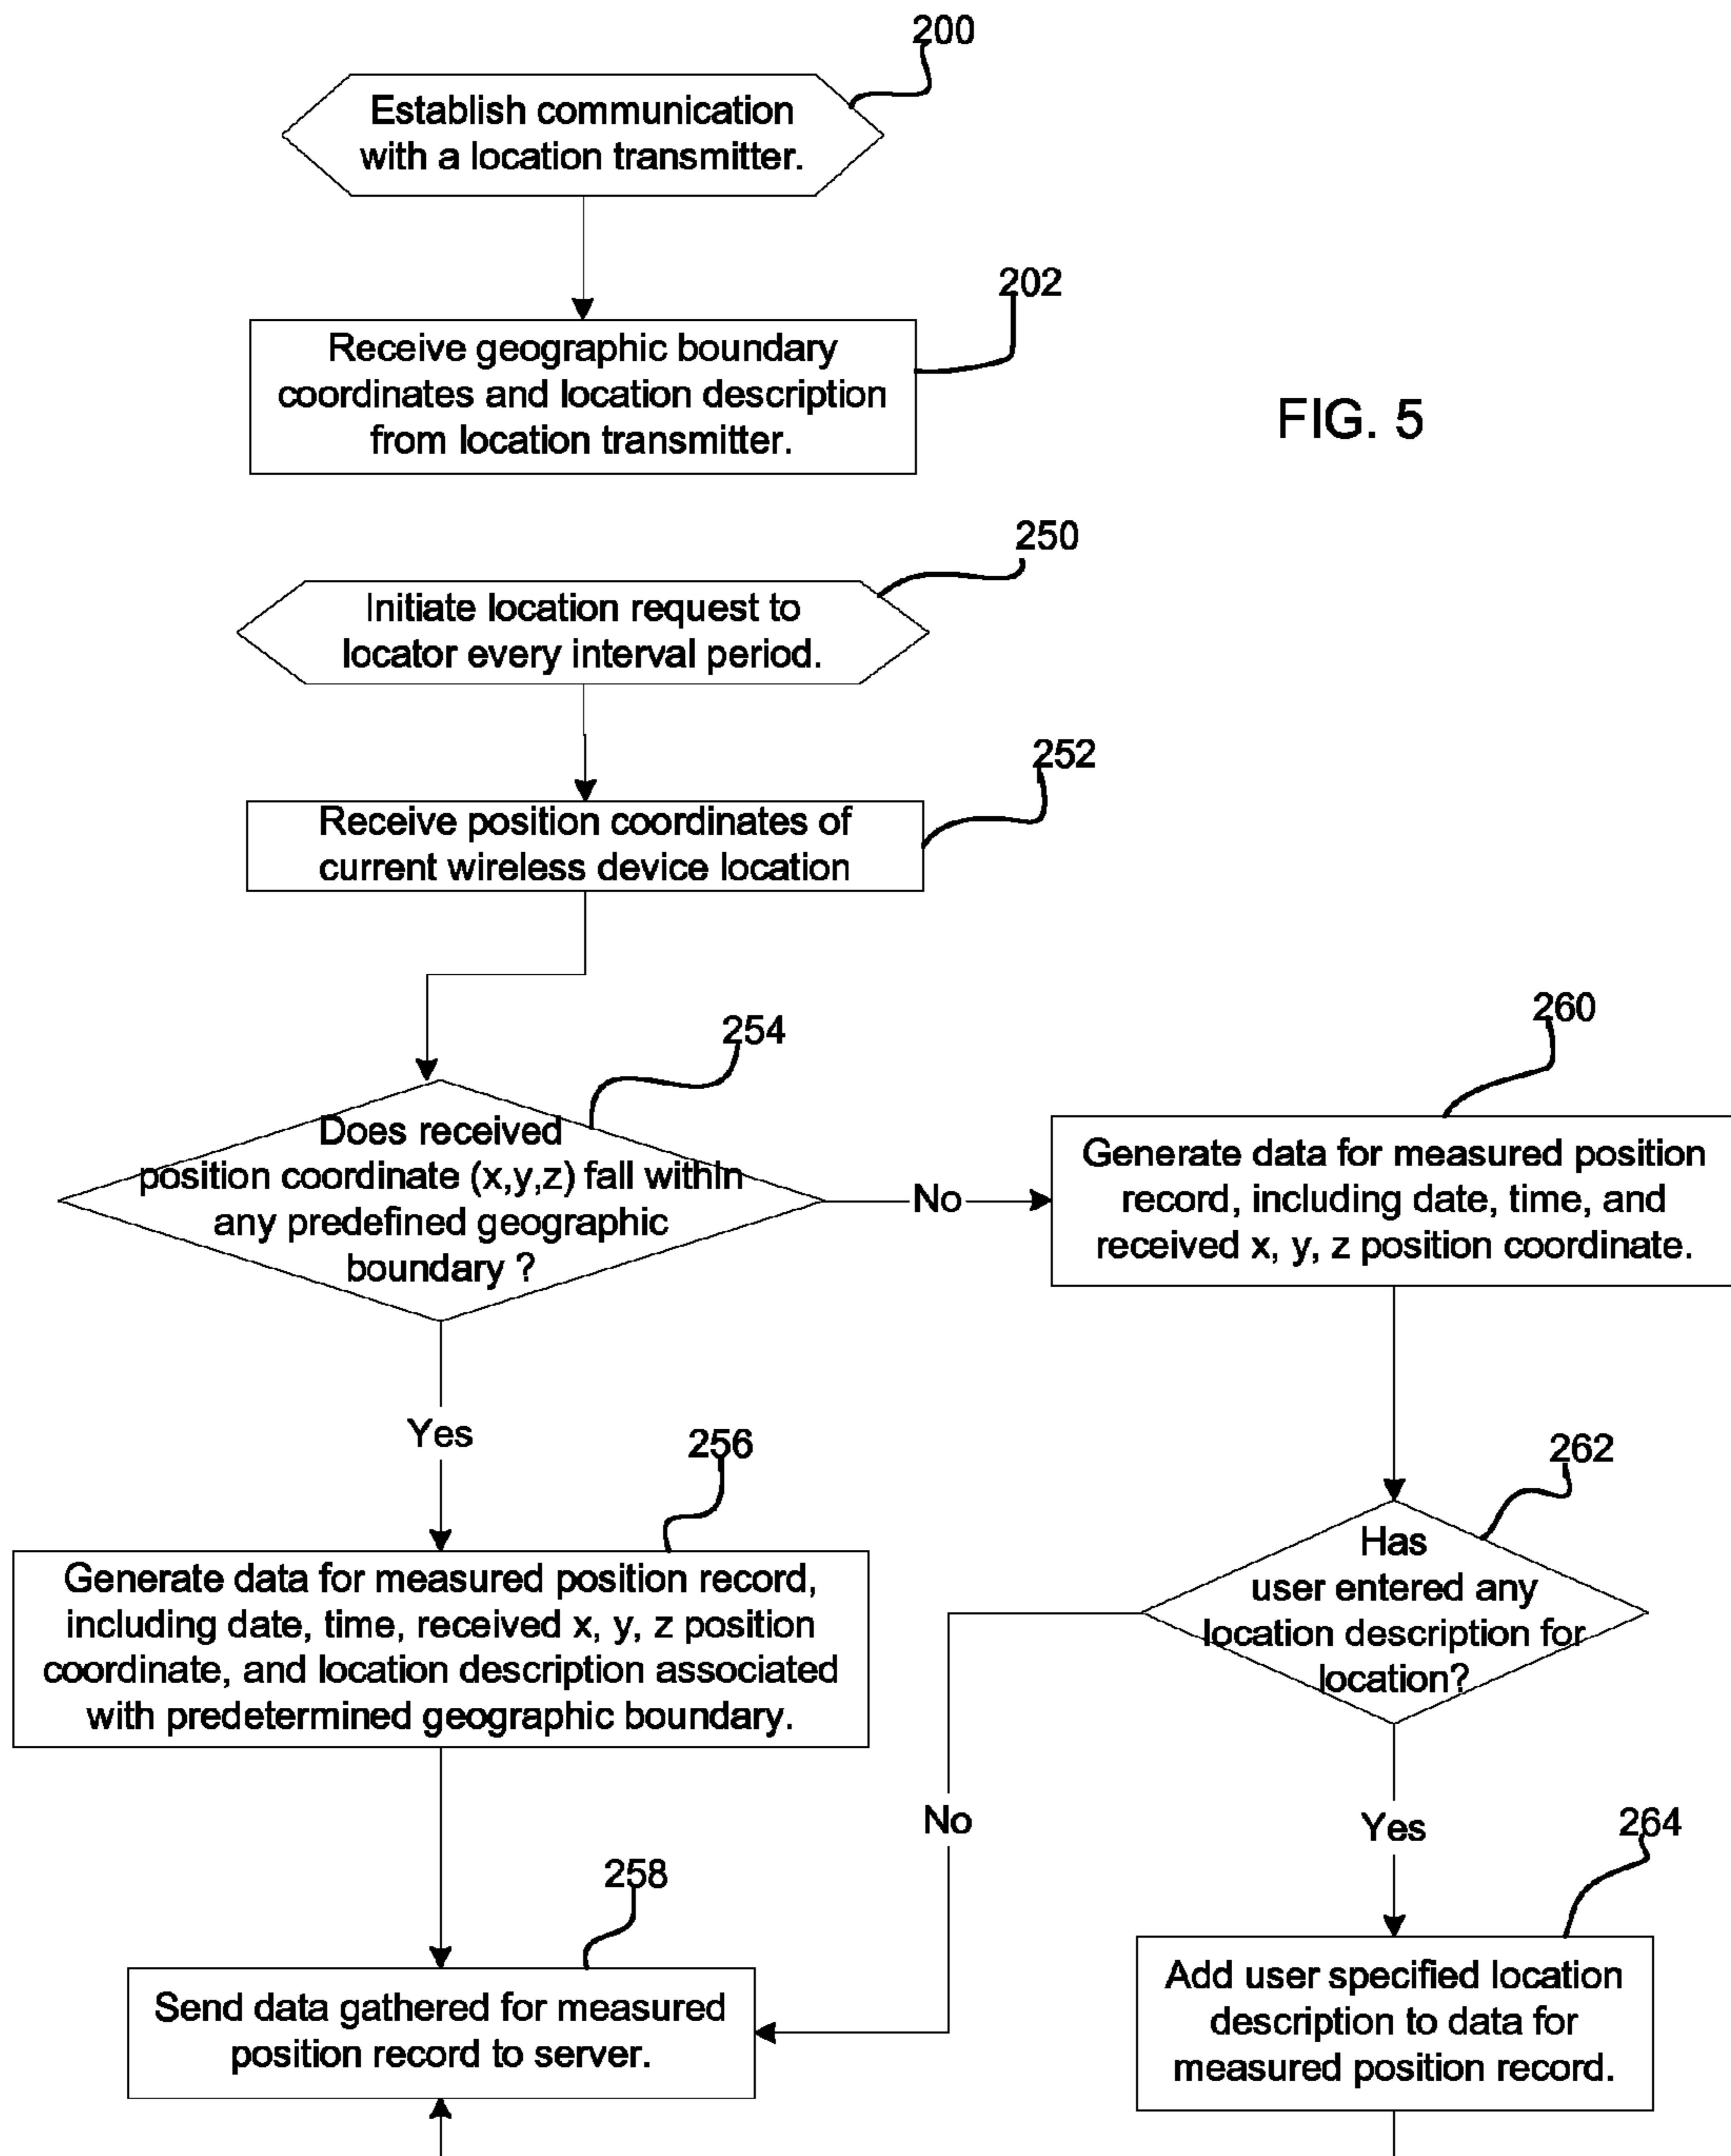 200
Establish communication
with a location transmitter.
202
Receive geographic boundary
coordinates and location description
from location transmitter.
FIG. 5
250
Initiate location request to
locator every interval period.
252
Receive position coordinates of
current wireless device location
254
Does received
position coordinate (x,y,z) fall within
any predefined geographic
boundary ?
No
260
Generate data for measured position
record, including date, time, and
received x, y, z position coordinate.
Yes
256
Generate data for measured position record,
including date, time, received x, y, z position
coordinate, and location description associated
with predetermined geographic boundary.
262
Has
user entered any
location description for
location?
No
Yes
258
Send data gathered for measured
position record to server.
264
Add user specified location
description to data for
measured position record.